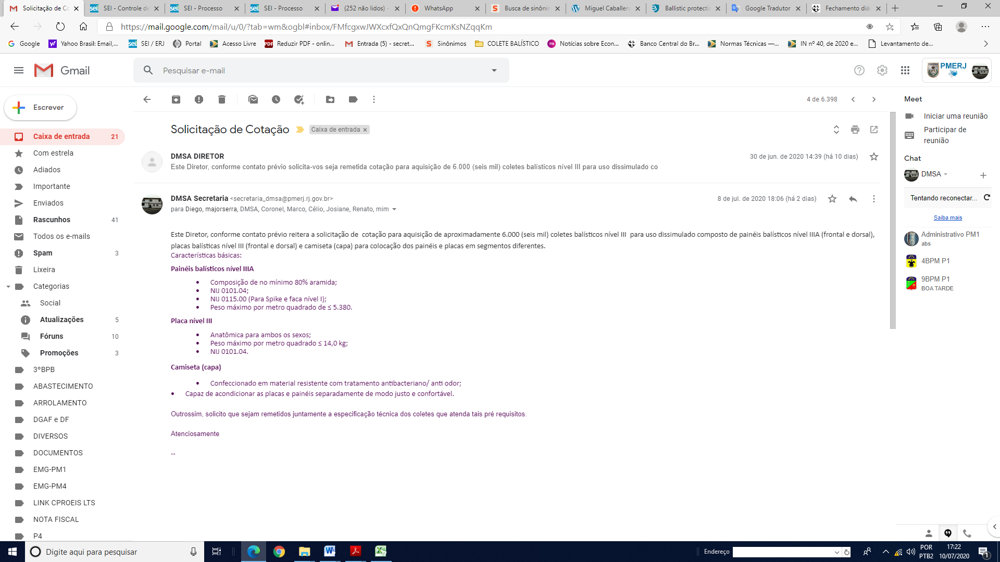 Solicitação de Co
SEI - Controle de
SEI - Processo
SEI - Processo
(252 não lidos) -
WhatsApp
Busca de sinônim
Miguel Caballero
Ballistic protectio
Google Tradutor
Fechamento diár
https://mail.google.com/mail/u/0/?tab=wm&ogbl#inbox/FMfcgxwJWXcxfQxQnQmgFKcmKsNZqqKm
Google
Yahoo Brasil: Email,...
SEI / ERJ
Portal
Acesso Livre
Reduzir PDF - onlin...
Entrada (5) - secret...
Sinônimos
COLETE BALÍSTICO
Notícias sobre Econ...
Banco Central do Br...
Normas Técnicas —...
IN nº 40, de 2020 e...
Levantamento de...
Gmail
Pesquisar e-mail
PMERJ
Escrever
4 de 6.398
Caixa de entrada 21
Com estrela
Adiados
Importante
Enviados
Rascunhos 41
Todos os e-mails
Spam 3
Lixeira
Categorias
Social
Atualizações 5
Fóruns 10
Promoções 3
3ºBPB
ABASTECIMENTO
ARROLAMENTO
DGAF e DF
DIVERSOS
DOCUMENTOS
EMG-PM1
EMG-PM4
LINK CPROEIS LTS
NOTA FISCAL
P4
Solicitação de Cotação
Caixa de entrada ×
DMSA DIRETOR
30 de jun. de 2020 14:39 (há 10 dias)
Este Diretor, conforme contato prévio solicita-vos seja remetida cotação para aquisição de 6.000 (seis mil) coletes balísticos nível III para uso dissimulado co
DMSA Secretaria <secretaria_dmsa@pmerj.rj.gov.br>
8 de jul. de 2020 18:06 (há 2 dias)
para Diego, majorserra, DMSA, Coronel, Marco, Célio, Josiane, Renato, mim
Este Diretor, conforme contato prévio reitera a solicitação de  cotação para aquisição de aproximadamente 6.000 (seis mil) coletes balísticos nível III  para uso dissimulado composto de painéis balísticos nível IIIA (frontal e dorsal),
placas balísticas nível III (frontal e dorsal) e camiseta (capa) para colocação dos painéis e placas em segmentos diferentes.
Características básicas:
Painéis balísticos nível IIIA
• Composição de no mínimo 80% aramida;
• NIJ 0101.04;
• NIJ 0115.00 (Para Spike e faca nível I);
• Peso máximo por metro quadrado de ≤ 5.380.
Placa nível III
• Anatômica para ambos os sexos;
• Peso máximo por metro quadrado ≤ 14,0 kg;
• NIJ 0101.04.
Camiseta (capa)
• Confeccionado em material resistente com tratamento antibacteriano/ anti odor;
• Capaz de acondicionar as placas e painéis separadamente de modo justo e confortável.
Outrossim, solicito que sejam remetidos juntamente a especificação técnica dos coletes que atenda tais pré requisitos.
Atenciosamente
--
Meet
Iniciar uma reunião
Participar de
reunião
Chat
DMSA
Tentando reconectar...
Saiba mais
Administrativo PM1
abs
4BPM P1
9BPM P1
BOA TARDE
Digite aqui para pesquisar
Endereço
POR
PTB2
17:22
10/07/2020
1